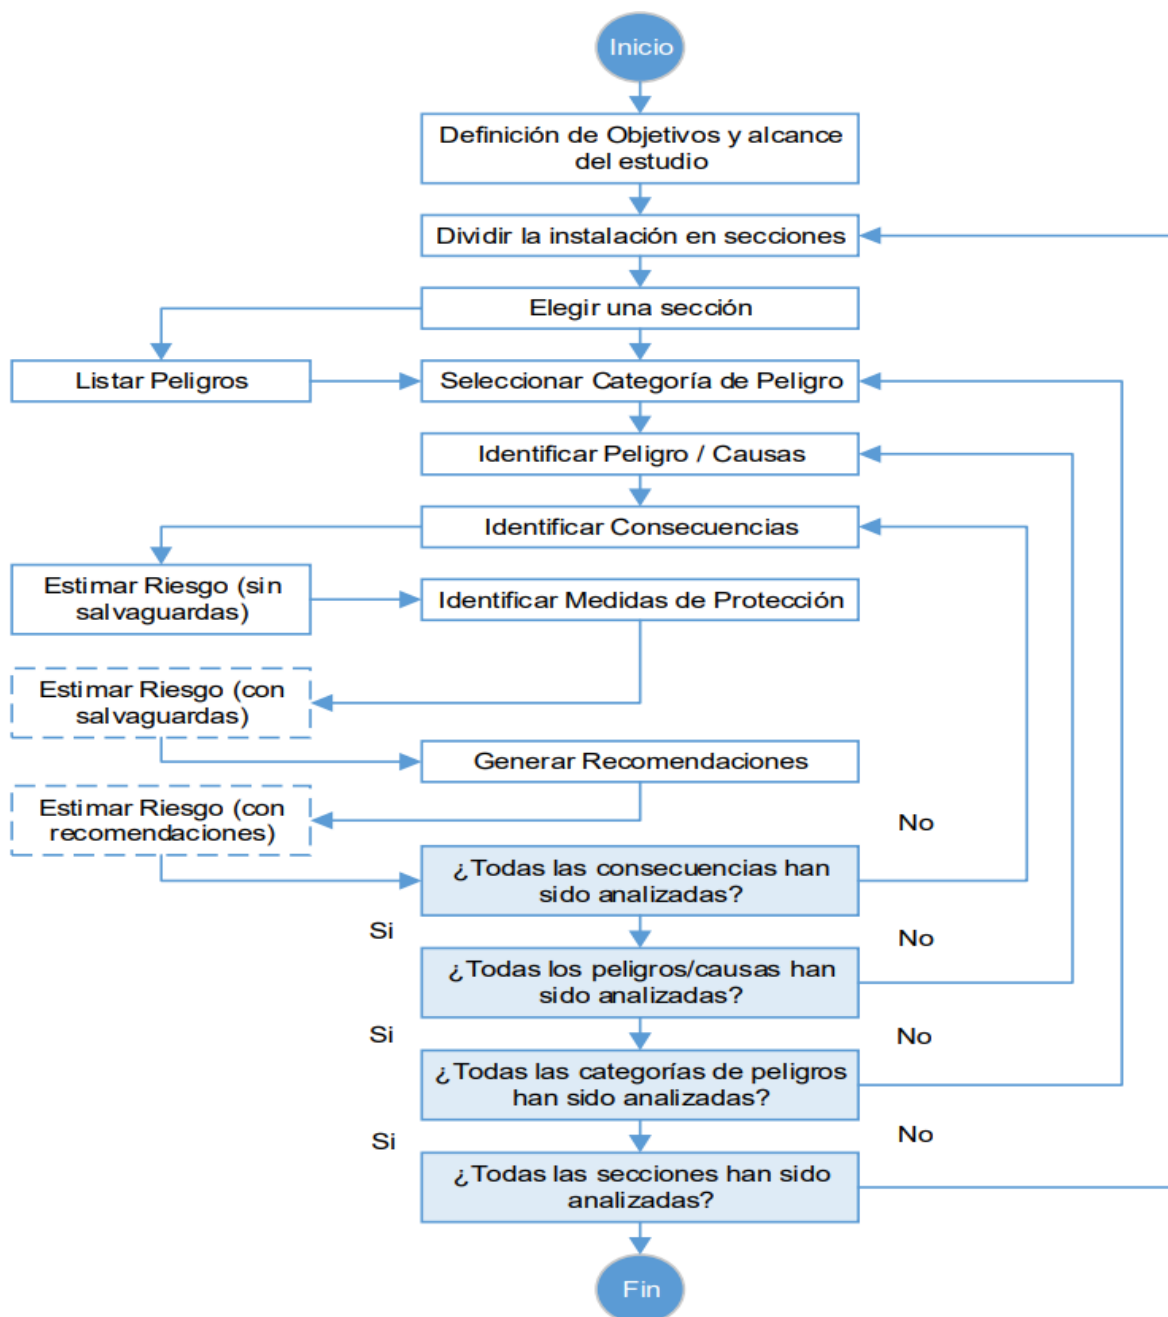 Inicio
Definición de Objetivos y alcance
del estudio
Dividir la instalación en secciones
Elegir una sección
Listar Peligros
Seleccionar Categoría de Peligro
Identificar Peligro / Causas
Identificar Consecuencias
Estimar Riesgo (sin
salvaguardas)
Identificar Medidas de Protección
Estimar Riesgo (con
salvaguardas)
Generar Recomendaciones
Estimar Riesgo (con
recomendaciones)
No
¿Todas las consecuencias han
sido analizadas?
Si
No
¿Todas los peligros/causas han
sido analizadas?
Si
No
¿Todas las categorías de peligros
han sido analizadas?
Si
No
¿Todas las secciones han sido
analizadas?
Fin